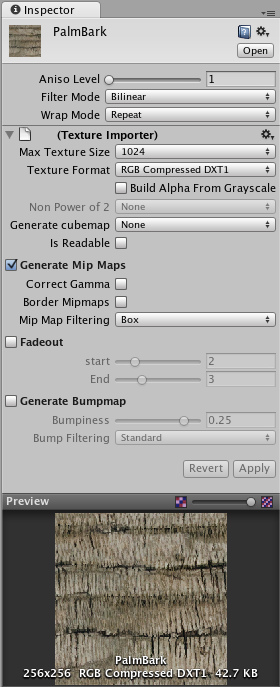 Inspector
PalmBark
Open
Aniso Level 1
Filter Mode Bilinear
Wrap Mode Repeat
(Texture Importer)
Max Texture Size 1024
Texture Format RGB Compressed DXT1
Build Alpha From Grayscale
Non Power of 2 None
Generate cubemap None
Is Readable
Generate Mip Maps
Correct Gamma
Border Mipmaps
Mip Map Filtering Box
Fadeout
start 2
End 3
Generate Bumpmap
Bumpiness 0.25
Bump Filtering Standard
Revert Apply
Preview
PalmBark
256x256 RGB Compressed DXT1 42.7 KB